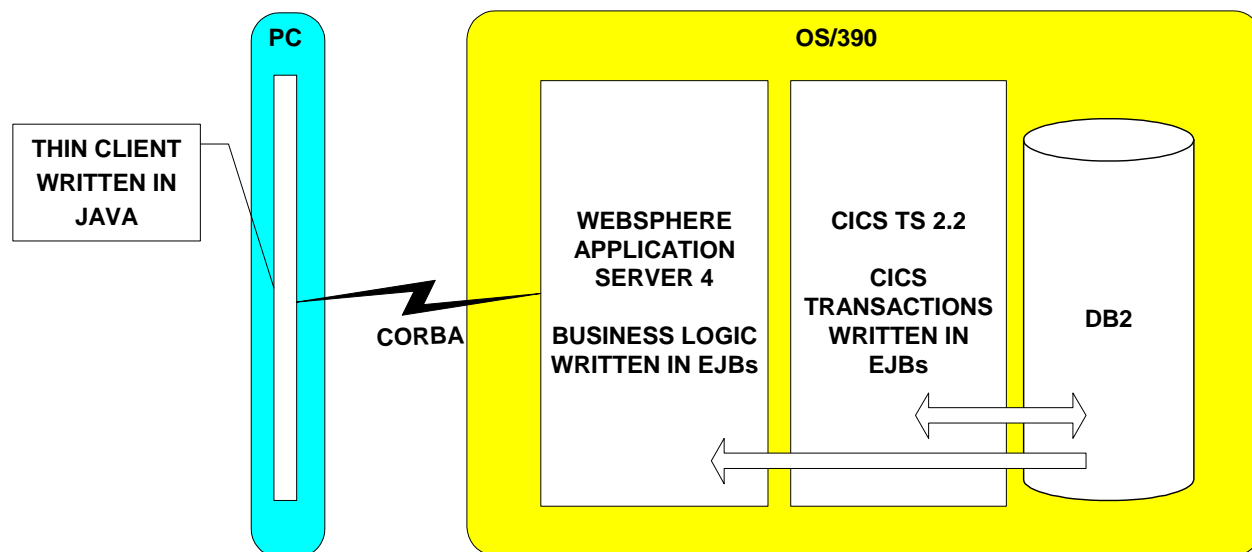 PC
OS/390
THIN CLIENT
WRITTEN IN
JAVA
CORBA
WEBSPHERE
APPLICATION
SERVER 4
BUSINESS LOGIC
WRITTEN IN EJBs
CICS TS 2.2
CICS
TRANSACTIONS
WRITTEN IN
EJBs
DB2